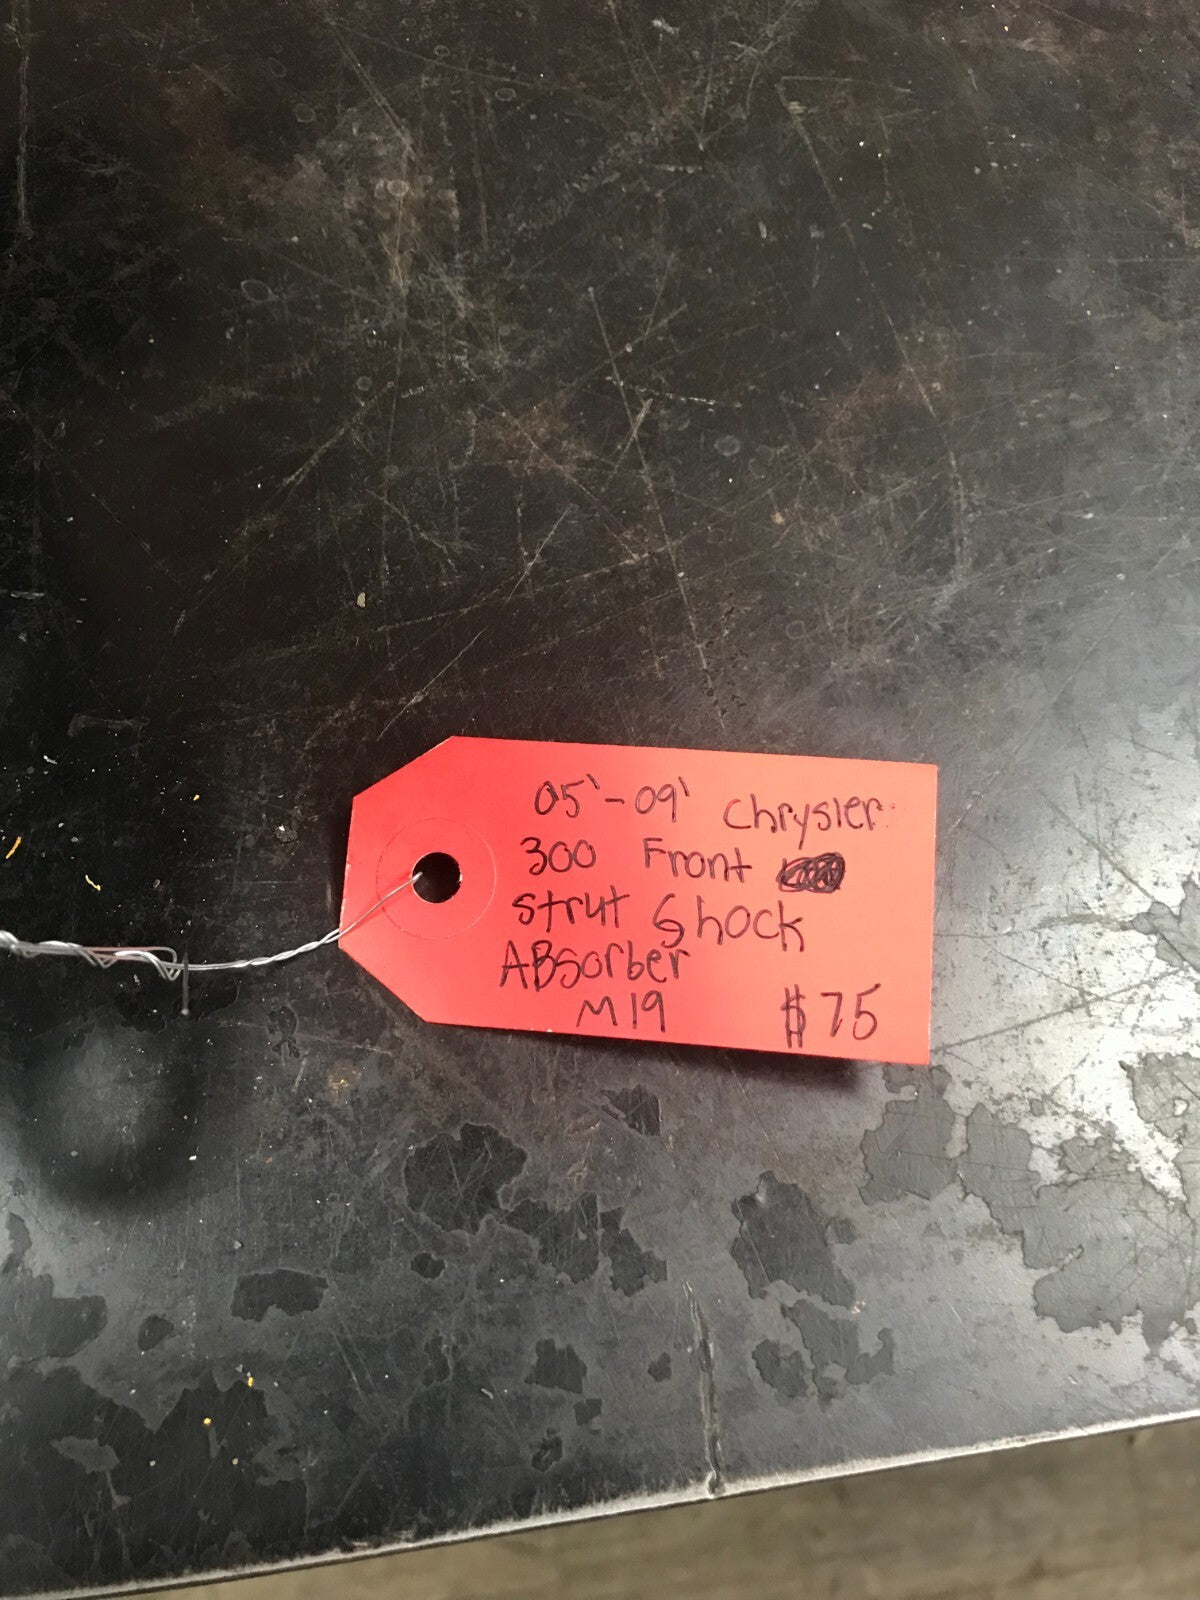 05'-09' Chrysler
300 Front
strut Shock
ABsorber
M19 $75